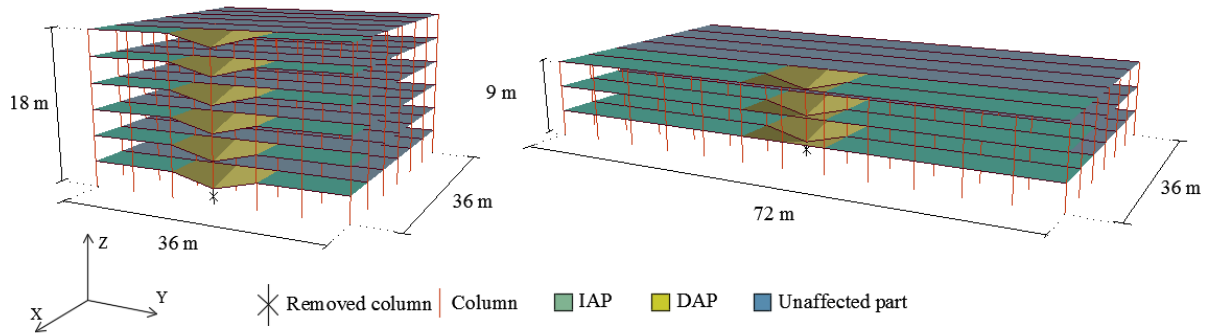 18 m
36 m
36 m
9 m
72 m
36 m
Z
X
Y
Removed column
Column
IAP
DAP
Unaffected part